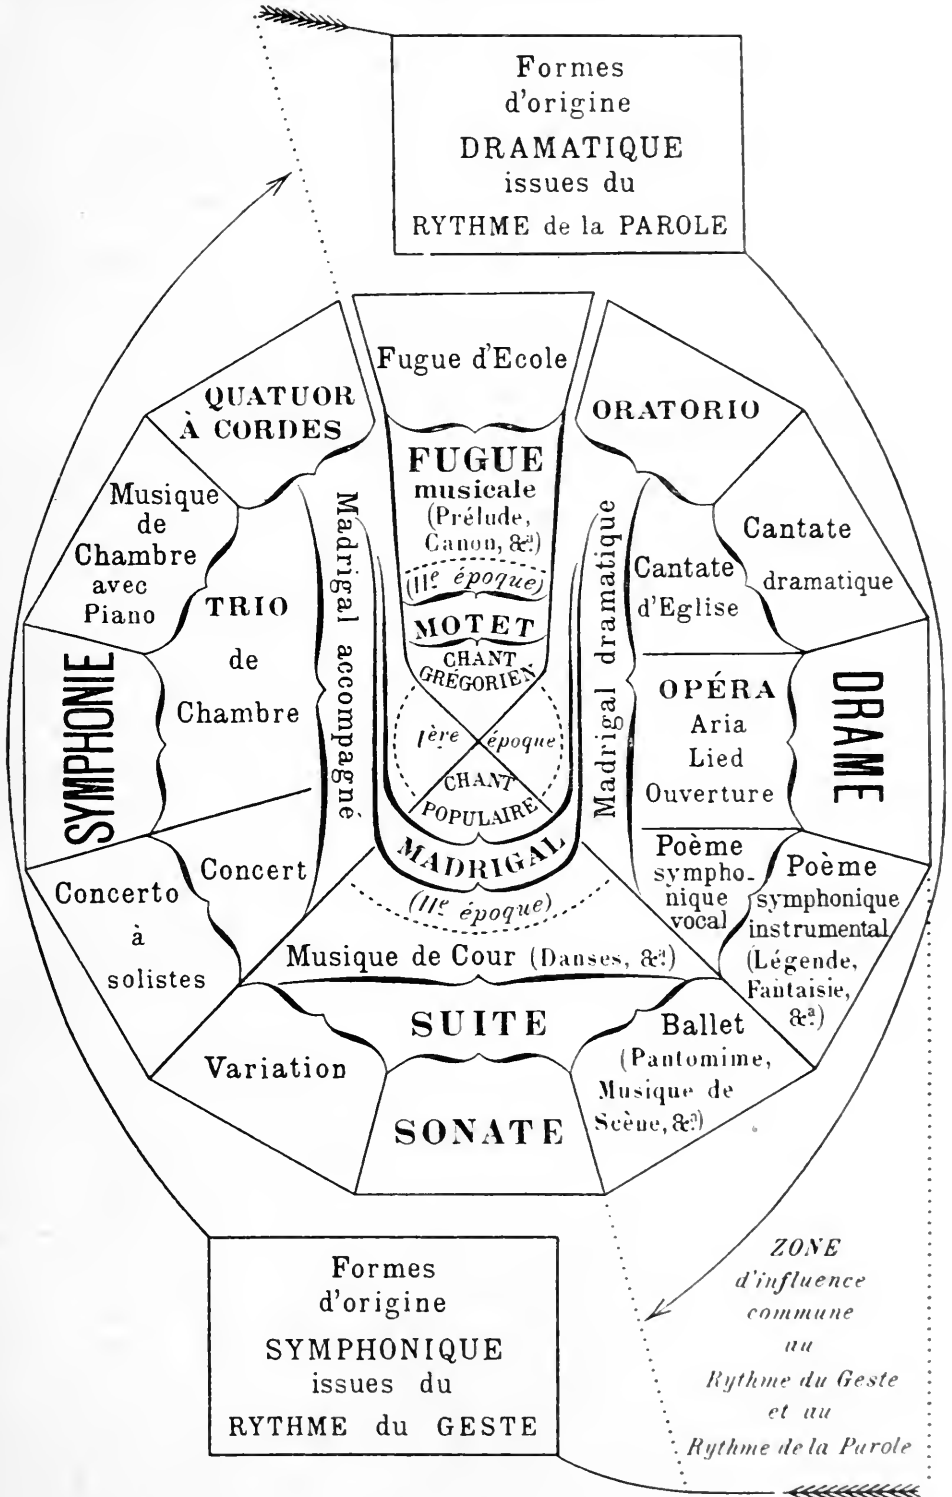 Formes
d'origine
DRAMATIQUE
issues du
RYTHME de la PAROLE
Fugue d'Ecole
QUATUOR
À CORDES
ORATORIO
FUGUE
musicale
(Prélude,
Canon, &a.)
(IIe époque)
Musique
de
Chambre
avec
Piano
Madrigal accompagné
Madrigal dramatique
Cantate
dramatique
Cantate
d'Eglise
TRIO
de
Chambre
MOTET
CHANT
GRÉGORIEN
1ère époque
CHANT
POPULAIRE
MADRIGAL
(IIe époque)
SYMPHONIE
OPÉRA
Aria
Lied
Ouverture
DRAME
Concerto
à
solistes
Concert
Poème
sympho-
nique
vocal
Poème
symphonique
instrumental
(Légende,
Fantaisie,
&a.)
Musique de Cour (Danses, &a.)
SUITE
Variation
SONATE
Ballet
(Pantomime,
Musique de
Scène, &a.)
Formes
d'origine
SYMPHONIQUE
issues du
RYTHME du GESTE
ZONE
d'influence
commune
au
Rythme du Geste
et au
Rythme de la Parole